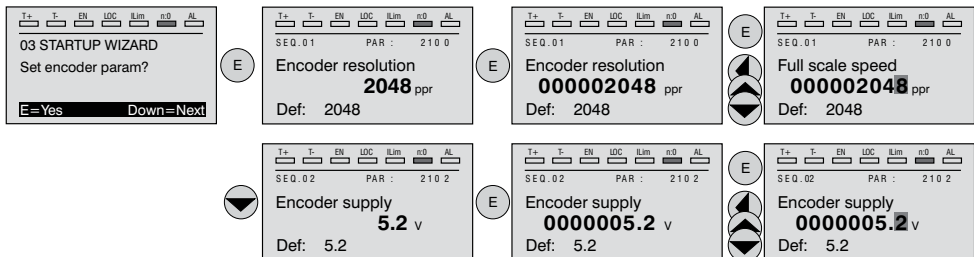 T+ T- EN LOC ILim n:0 AL
03 STARTUP WIZARD
Set encoder param?
E=Yes Down=Next
E
T+ T- EN LOC ILim n:0 AL
SEQ.01 PAR : 2100
Encoder resolution
2048 ppr
Def: 2048
E
T+ T- EN LOC ILim n:0 AL
SEQ.01 PAR : 2100
Encoder resolution
000002048 ppr
Def: 2048
E
T+ T- EN LOC ILim n:0 AL
SEQ.01 PAR : 2100
Full scale speed
000002048 ppr
Def: 2048
T+ T- EN LOC ILim n:0 AL
SEQ.02 PAR : 2102
Encoder supply
5.2 V
Def: 5.2
E
T+ T- EN LOC ILim n:0 AL
SEQ.02 PAR : 2102
Encoder supply
0000005.2 V
Def: 5.2
E
T+ T- EN LOC ILim n:0 AL
SEQ.02 PAR : 2102
Encoder supply
0000005.2 V
Def: 5.2